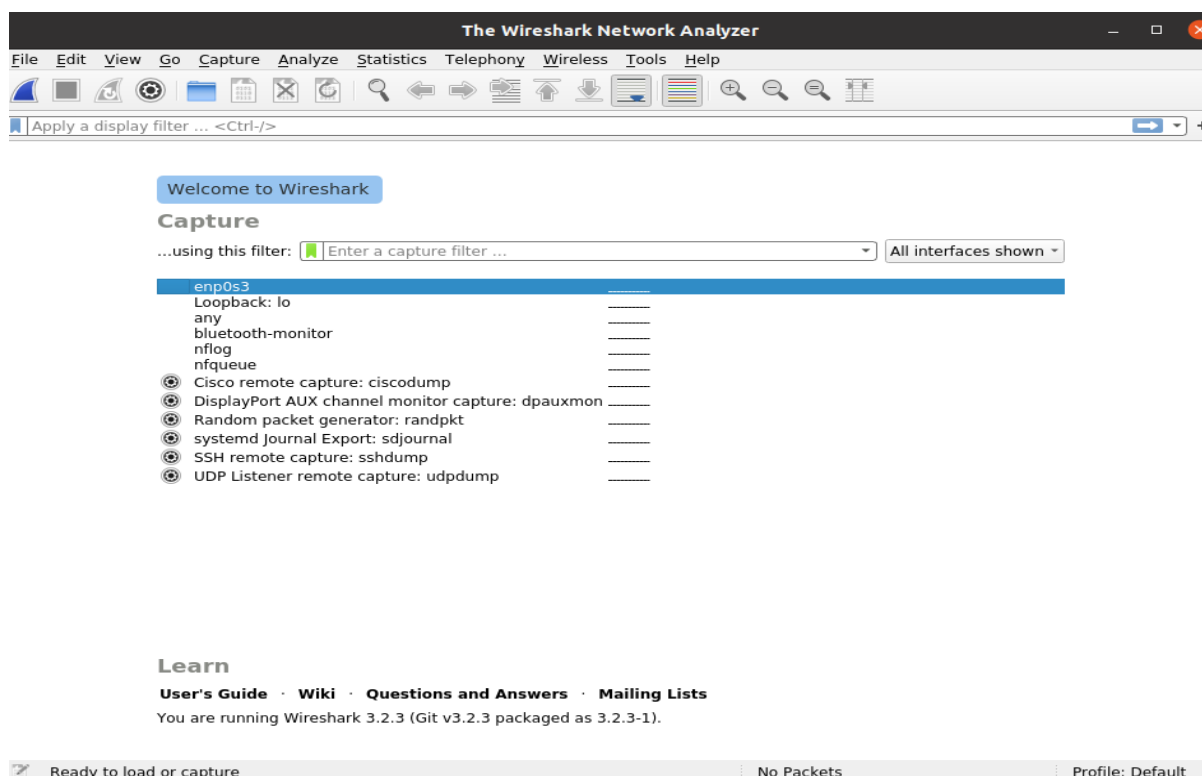 The Wireshark Network Analyzer
File Edit View Go Capture Analyze Statistics Telephony Wireless Tools Help
Apply a display filter ... <Ctrl-/>
Welcome to Wireshark
Capture
...using this filter: Enter a capture filter ... All interfaces shown
enp0s3
Loopback: lo
any
bluetooth-monitor
nflog
nfqueue
Cisco remote capture: ciscodump
DisplayPort AUX channel monitor capture: dpauxmon
Random packet generator: randpkt
systemd Journal Export: sdjournal
SSH remote capture: sshdump
UDP Listener remote capture: udpdump
Learn
User's Guide · Wiki · Questions and Answers · Mailing Lists
You are running Wireshark 3.2.3 (Git v3.2.3 packaged as 3.2.3-1).
Ready to load or capture No Packets Profile: Default